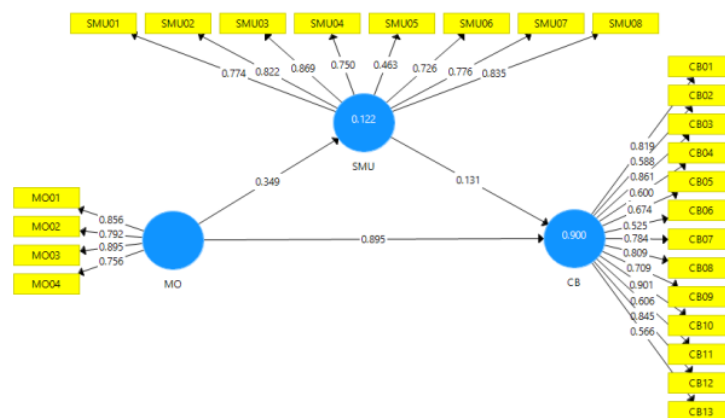 SMU01 SMU02 SMU03 SMU04 SMU05 SMU06 SMU07 SMU08
0.774 0.822 0.869 0.750 0.463 0.726 0.776 0.835
0.122
SMU
0.349
0.131
MO01
MO02
MO03
MO04
0.856
0.792
0.895
0.756
MO
0.895
0.900
CB
0.819
0.588
0.861
0.600
0.674
0.525
0.784
0.809
0.709
0.901
0.606
0.845
0.566
CB01
CB02
CB03
CB04
CB05
CB06
CB07
CB08
CB09
CB10
CB11
CB12
CB13